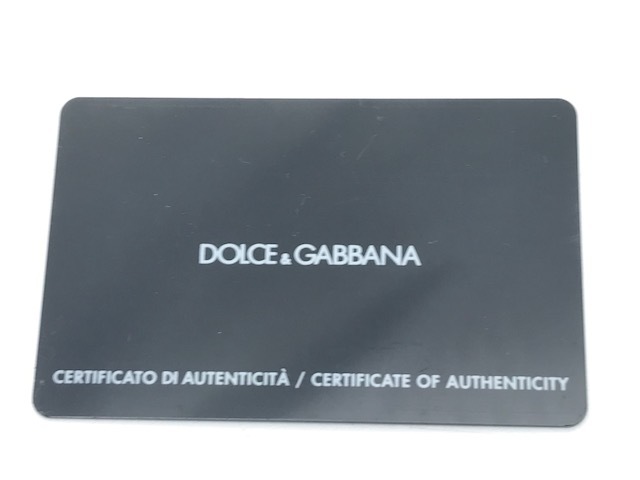 DOLCE & GABBANA
CERTIFICATO DI AUTENTICITÀ / CERTIFICATE OF AUTHENTICITY